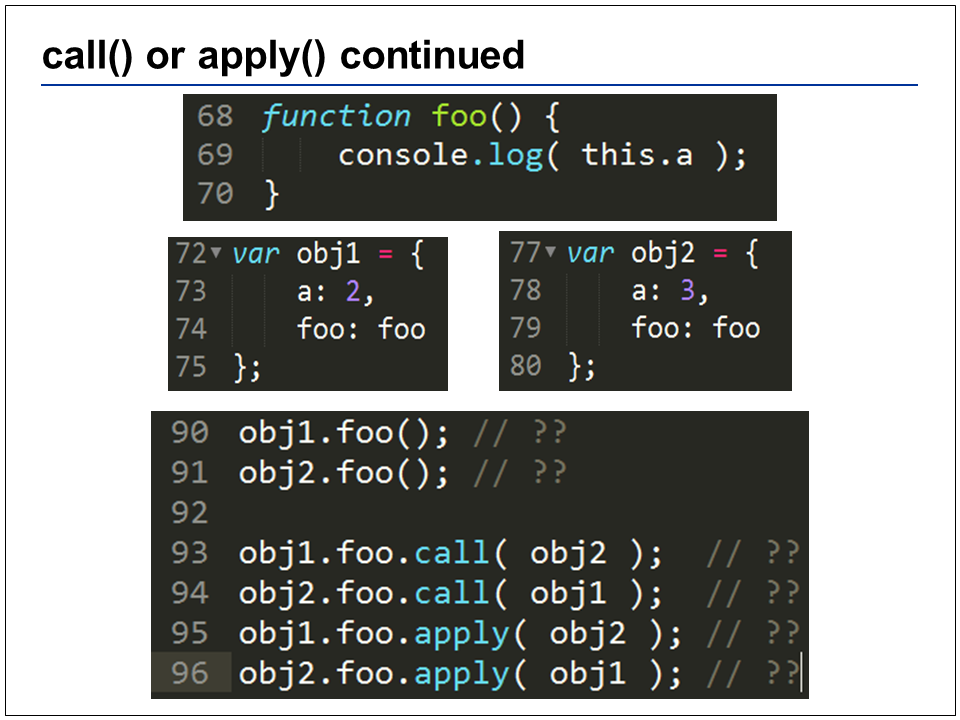 call() or apply() continued
68 function foo() {
69     console.log( this.a );
70 }
72 var obj1 = {
73     a: 2,
74     foo: foo
75 };
77 var obj2 = {
78     a: 3,
79     foo: foo
80 };
90 obj1.foo(); // ??
91 obj2.foo(); // ??
92
93 obj1.foo.call( obj2 );  // ??
94 obj2.foo.call( obj1 );  // ??
95 obj1.foo.apply( obj2 ); // ??
96 obj2.foo.apply( obj1 ); // ??